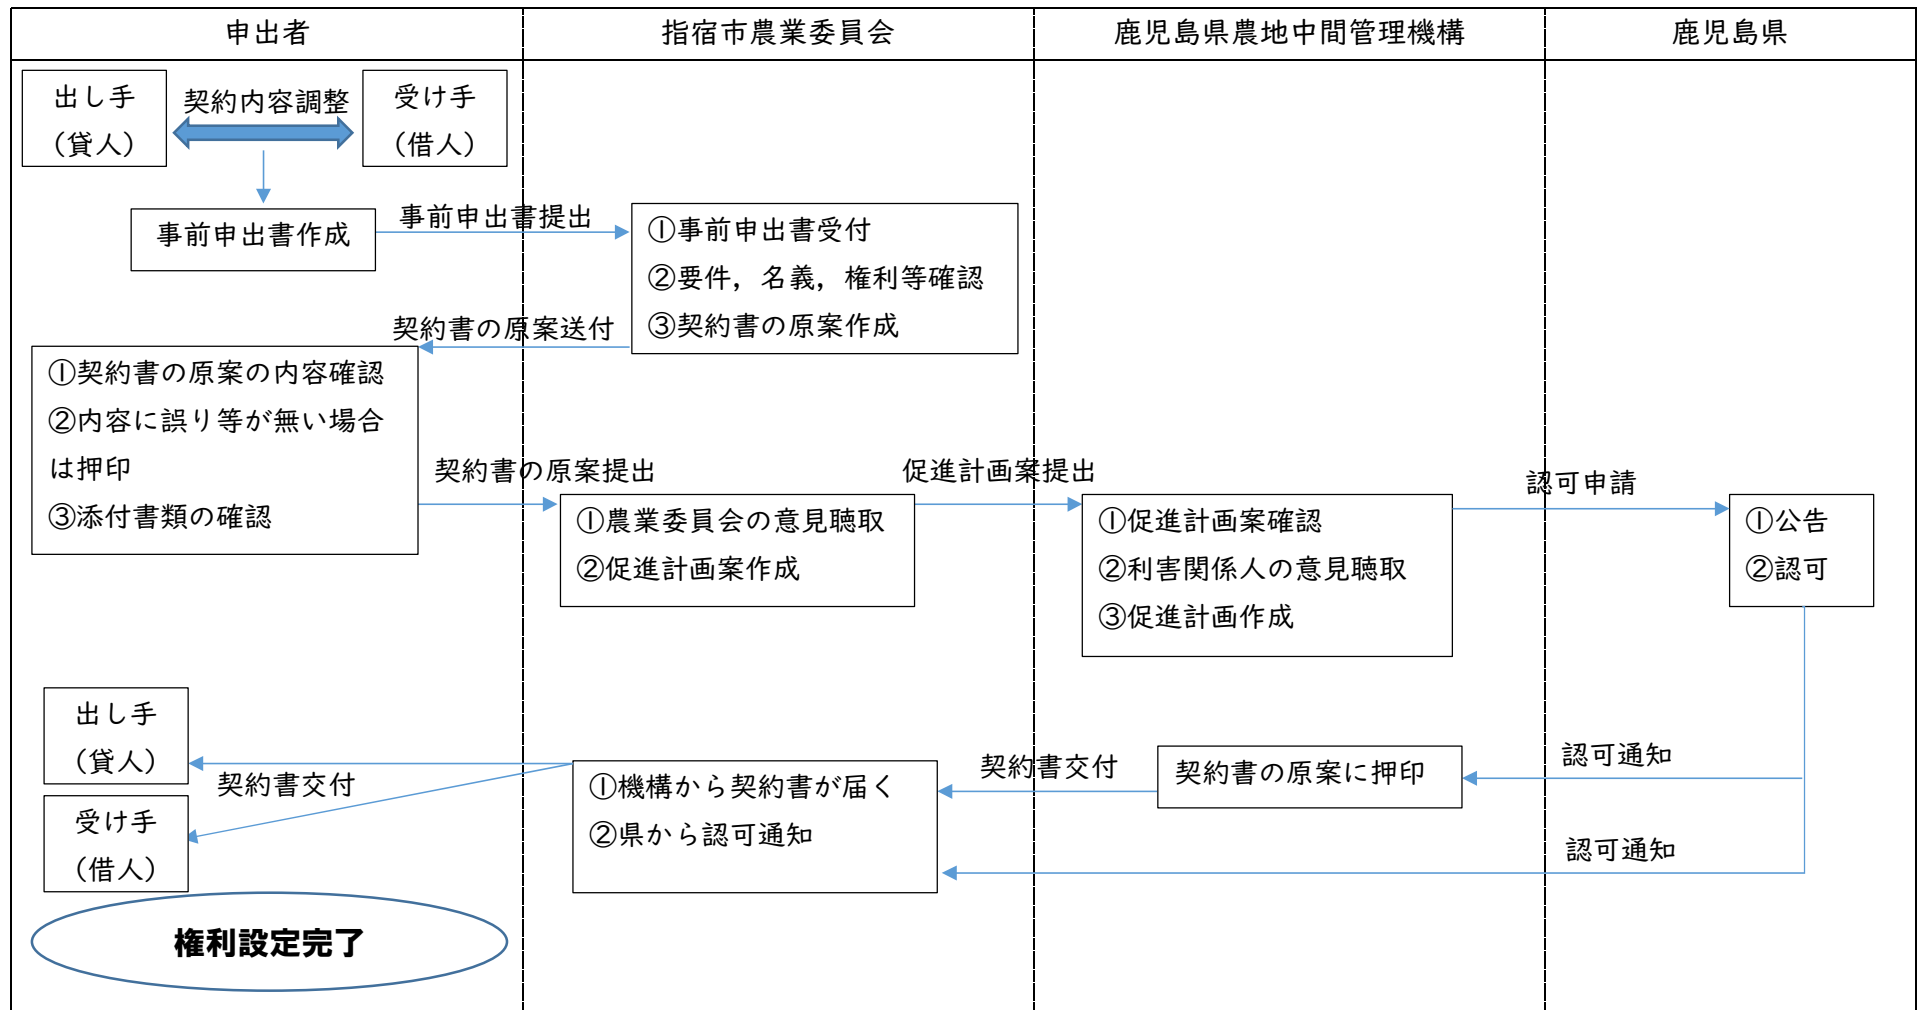 申出者
指宿市農業委員会
鹿児島県農地中間管理機構
鹿児島県
出し手
（貸人）
契約内容調整
受け手
（借人）
事前申出書作成
事前申出書提出
①事前申出書受付
②要件，名義，権利等確認
③契約書の原案作成
契約書の原案送付
①契約書の原案の内容確認
②内容に誤り等が無い場合
は押印
③添付書類の確認
契約書の原案提出
①農業委員会の意見聴取
②促進計画案作成
促進計画案提出
①促進計画案確認
②利害関係人の意見聴取
③促進計画作成
認可申請
①公告
②認可
認可通知
契約書の原案に押印
契約書交付
認可通知
①機構から契約書が届く
②県から認可通知
契約書交付
出し手
（貸人）
受け手
（借人）
権利設定完了